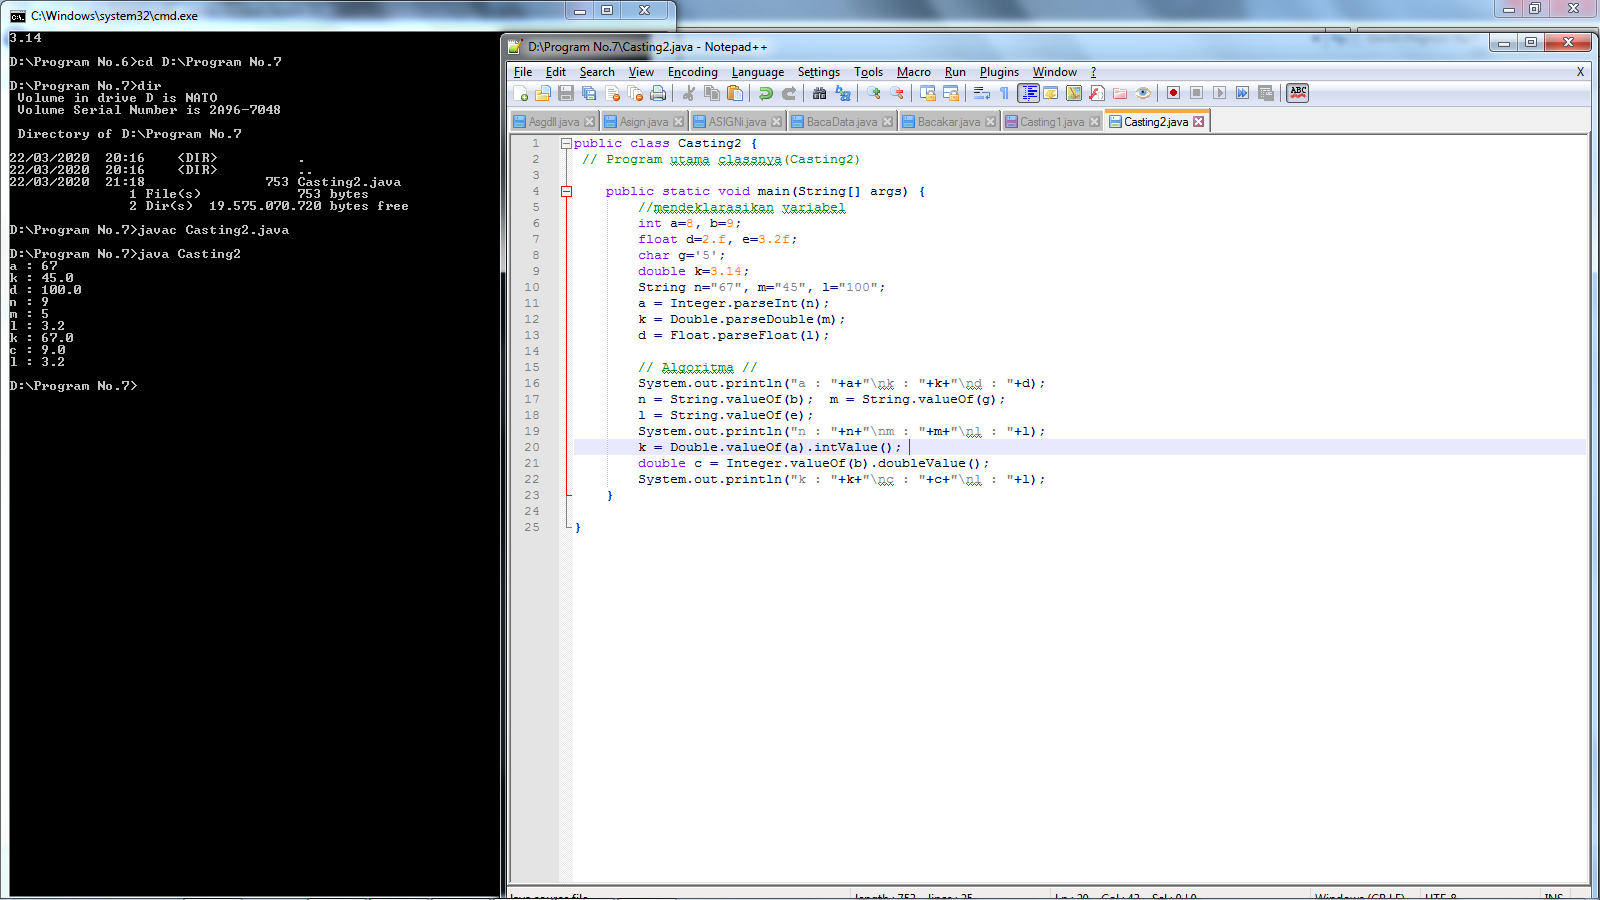 C:\Windows\system32\cmd.exe
3.14
D:\Program No.6>cd D:\Program No.7
D:\Program No.7>dir
Volume in drive D is NATO
Volume Serial Number is 2A96-7048
Directory of D:\Program No.7
22/03/2020  20:16    <DIR>          .
22/03/2020  20:16    <DIR>          ..
22/03/2020  21:18               753 Casting2.java
1 File(s)            753 bytes
2 Dir(s)  19.575.070.720 bytes free
D:\Program No.7>javac Casting2.java
D:\Program No.7>java Casting2
a : 67
k : 45.0
d : 100.0
n : 9
m : 5
l : 3.2
k : 67.0
c : 9.0
l : 3.2
D:\Program No.7>
D:\Program No.7\Casting2.java - Notepad++
File Edit Search View Encoding Language Settings Tools Macro Run Plugins Window ? X
ABC
Asgdll.java Asign.java ASIGNi.java BacaData.java Bacakar.java Casting1.java Casting2.java
1 public class Casting2 {
2 // Program utama classnya(Casting2)
3
4 public static void main(String[] args) {
5 //mendeklarasikan variabel
6 int a=8, b=9;
7 float d=2.f, e=3.2f;
8 char g='5';
9 double k=3.14;
10 String n="67", m="45", l="100";
11 a = Integer.parseInt(n);
12 k = Double.parseDouble(m);
13 d = Float.parseFloat(l);
14
15 // Algoritma //
16 System.out.println("a : "+a+"\nk : "+k+"\nd : "+d);
17 n = String.valueOf(b);  m = String.valueOf(g);
18 l = String.valueOf(e);
19 System.out.println("n : "+n+"\nm : "+m+"\nl : "+l);
20 k = Double.valueOf(a).intValue();
21 double c = Integer.valueOf(b).doubleValue();
22 System.out.println("k : "+k+"\nc : "+c+"\nl : "+l);
23 }
24
25 }
Java source file length : 753 lines : 25 Ln : 20 Col : 42 Sel : 0 | 0 Windows (CR LF) UTF-8 INS